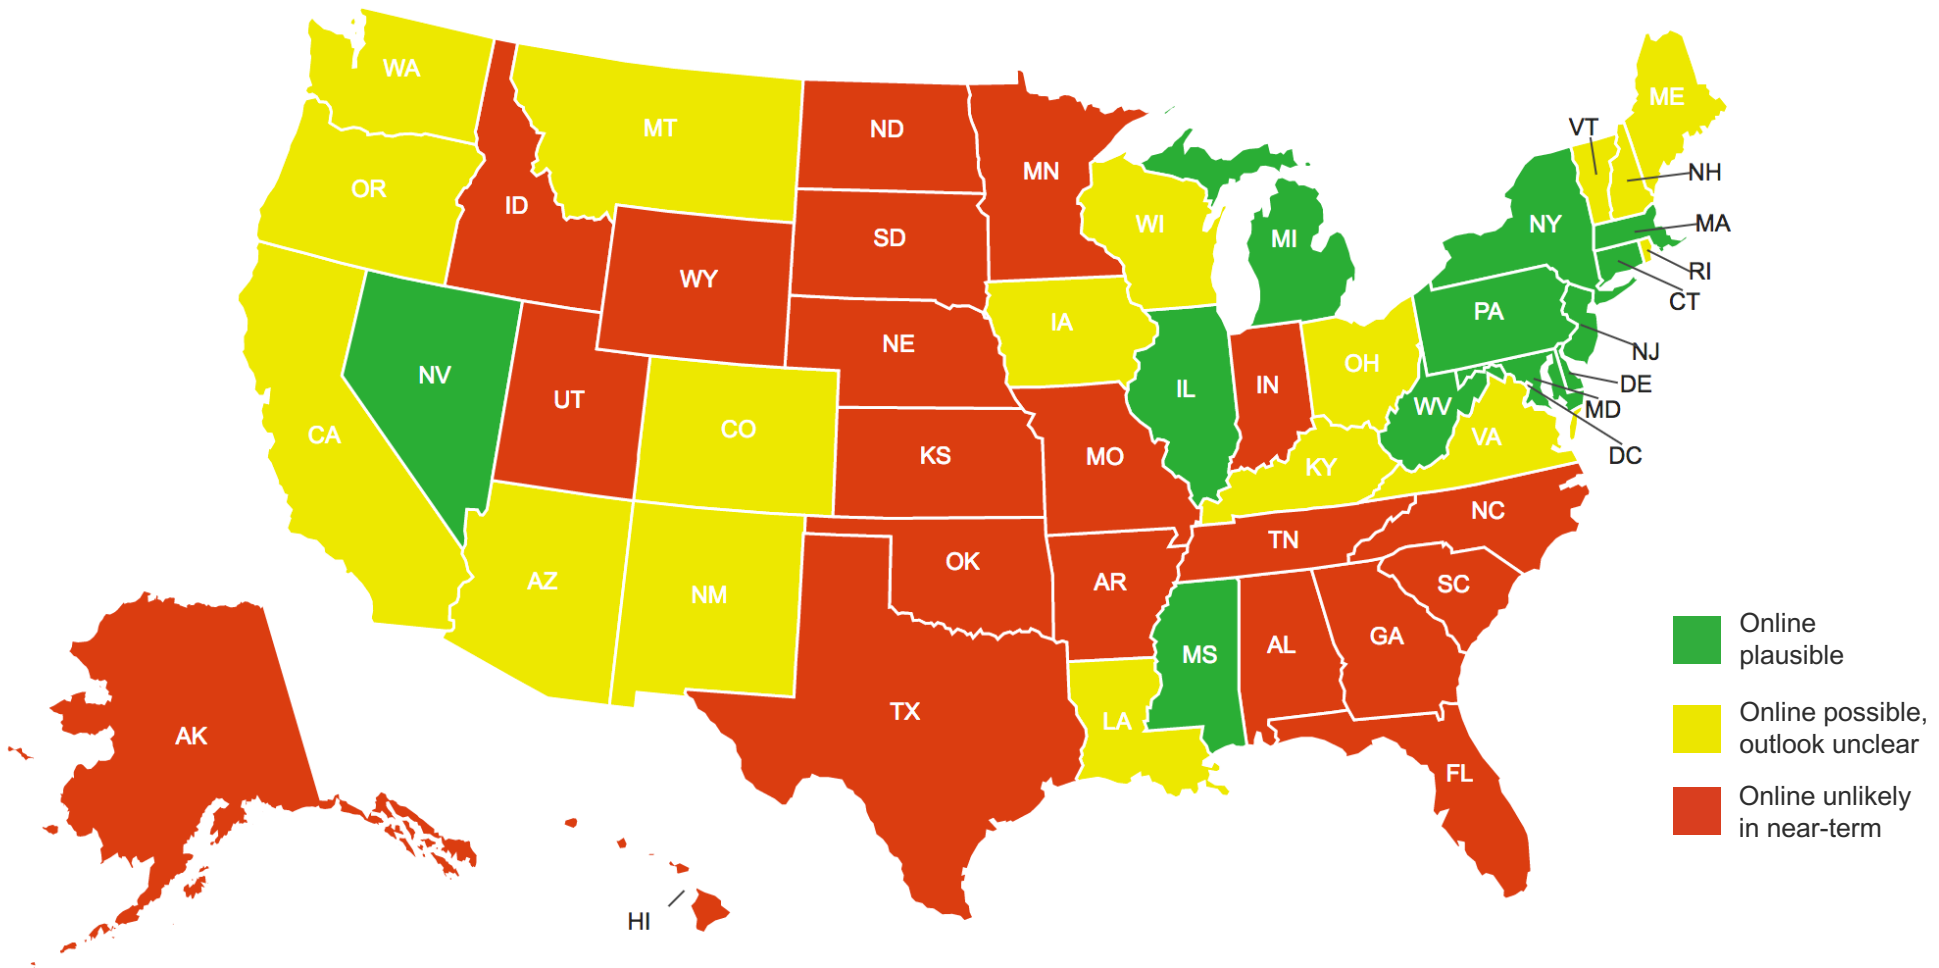 WA
MT
ND
MN
ME
VT
OR
ID
NH
WI
NY
MA
SD
MI
WY
RI
CT
IA
PA
NE
NJ
OH
NV
IN
DE
IL
UT
WV
MD
CO
CA
VA
KS
MO
DC
KY
NC
TN
OK
AZ
AR
SC
NM
Online
plausible
GA
AL
MS
TX
LA
Online possible,
outlook unclear
AK
FL
Online unlikely
in near-term
HI